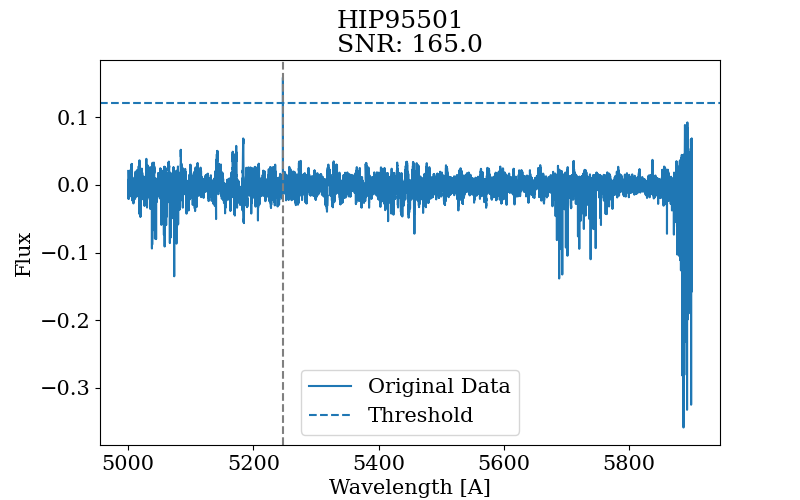 HIP95501
SNR: 165.0
0.1
0.0
−0.1
−0.2
−0.3
Flux
Original Data
Threshold
5000 5200 5400 5600 5800
Wavelength [A]